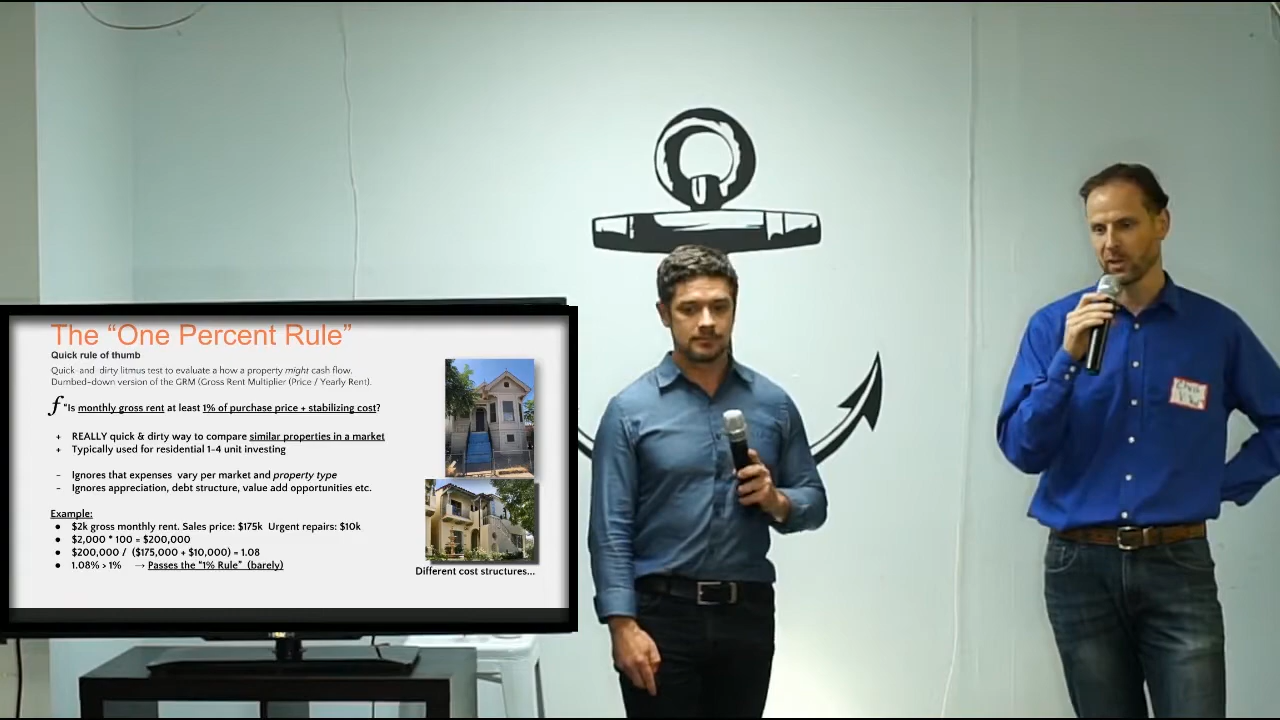 The “One Percent Rule”
Quick rule of thumb
Quick and dirty litmus test to evaluate a how a property might cash flow.
Dumbed-down version of the GRM (Gross Rent Multiplier (Price / Yearly Rent).
f "Is monthly gross rent at least 1% of purchase price + stabilizing cost?
+ REALLY quick & dirty way to compare similar properties in a market
+ Typically used for residential 1-4 unit investing
- Ignores that expenses vary per market and property type
- Ignores appreciation, debt structure, value add opportunities etc.
Example:
● $2k gross monthly rent. Sales price: $175k Urgent repairs: $10k
● $2,000 * 100 = $200,000
● $200,000 / ($175,000 + $10,000) = 1.08
● 1.08% > 1% → Passes the "1% Rule" (barely)
Different cost structures...